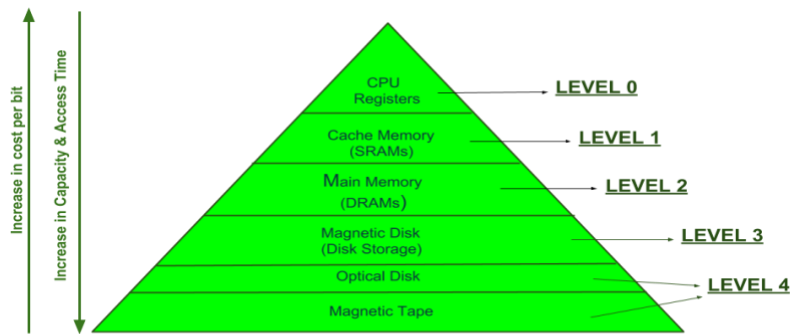 Increase in cost per bit
Increase in Capacity & Access Time
CPU
Registers
LEVEL 0
Cache Memory
(SRAMs)
LEVEL 1
Main Memory
(DRAMs)
LEVEL 2
Magnetic Disk
(Disk Storage)
LEVEL 3
Optical Disk
LEVEL 4
Magnetic Tape